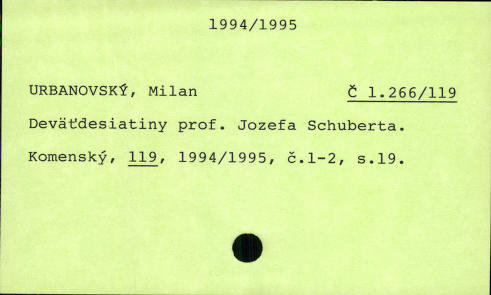 1994/1995
URBANOVSKÝ, Milan Č 1.266/119
Deväťdesiatiny prof. Jozefa Schuberta.
Komenský, 119, 1994/1995, č.1-2, s.19.